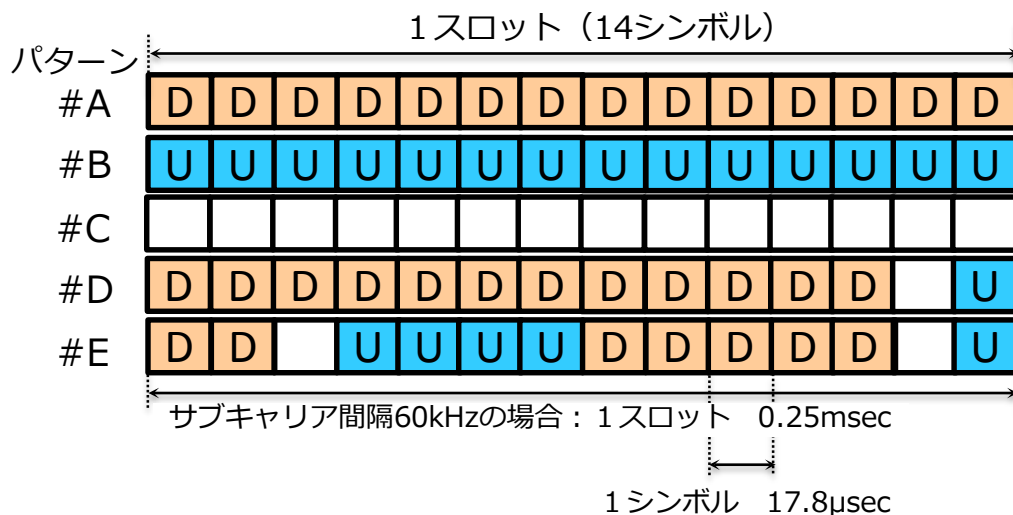 1スロット（14シンボル）
パターン
#A D D D D D D D D D D D D D D
#B U U U U U U U U U U U U U U
#C
#D D D D D D D D D D D D D U
#E D D U U U U D D D D D U
サブキャリア間隔60kHzの場合：1スロット 0.25msec
1シンボル 17.8μsec